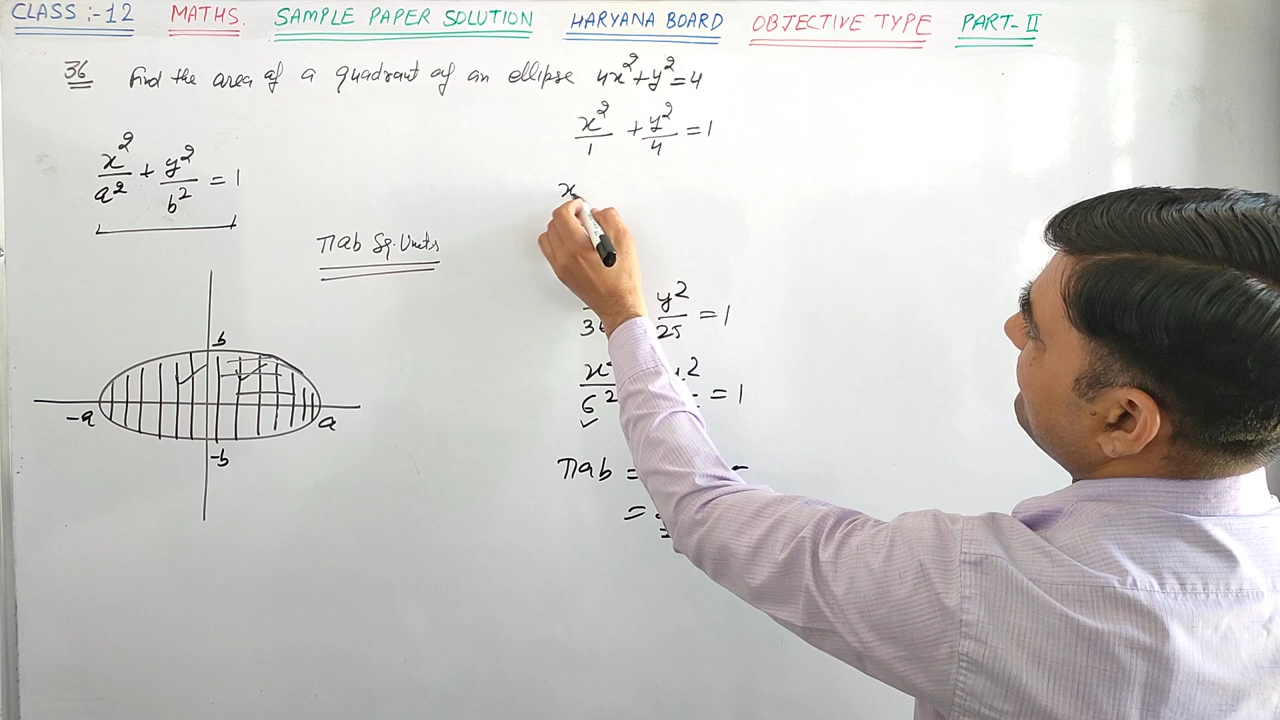 CLASS :- 12 MATHS. SAMPLE PAPER SOLUTION HARYANA BOARD OBJECTIVE TYPE PART-II
36 Find the area of a quadrant of an ellipse 4x²+y²=4
x²/1 + y²/4 = 1
x²/a² + y²/b² = 1
x
πab Sq. Units
y²/25 = 1
b
x
6² = 1
-a a
-b
πab =
=